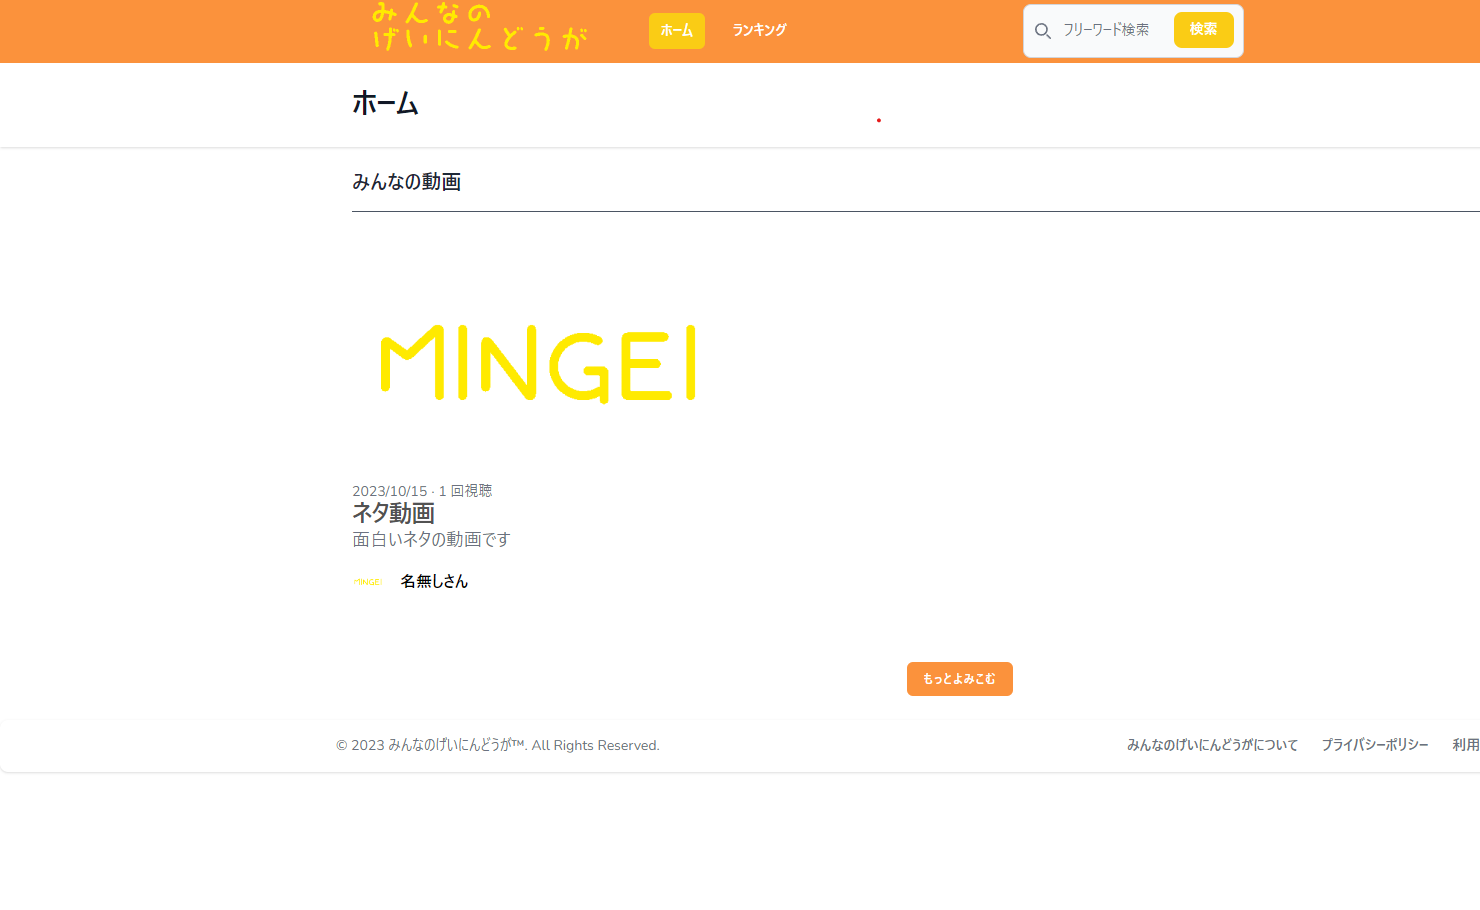 みんなの
げいにんどうが
ホーム
ランキング
フリーワード検索
検索
ホーム
みんなの動画
MINGEI
2023/10/15 · 1 回視聴
ネタ動画
面白いネタの動画です
MINGEI
名無しさん
もっとよみこむ
© 2023 みんなのげいにんどうが™. All Rights Reserved.
みんなのげいにんどうがについて
プライバシーポリシー
利用